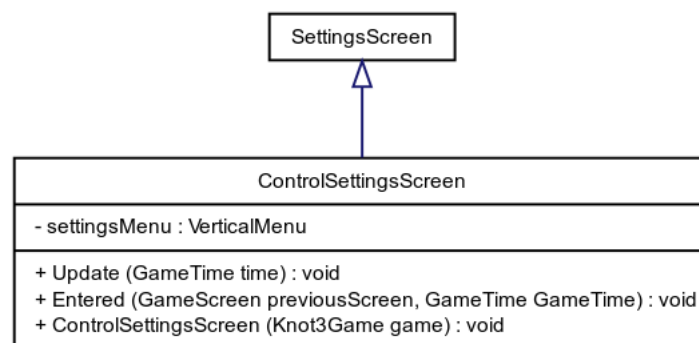 SettingsScreen
ControlSettingsScreen
- settingsMenu : VerticalMenu
+ Update (GameTime time) : void
+ Entered (GameScreen previousScreen, GameTime GameTime) : void
+ ControlSettingsScreen (Knot3Game game) : void